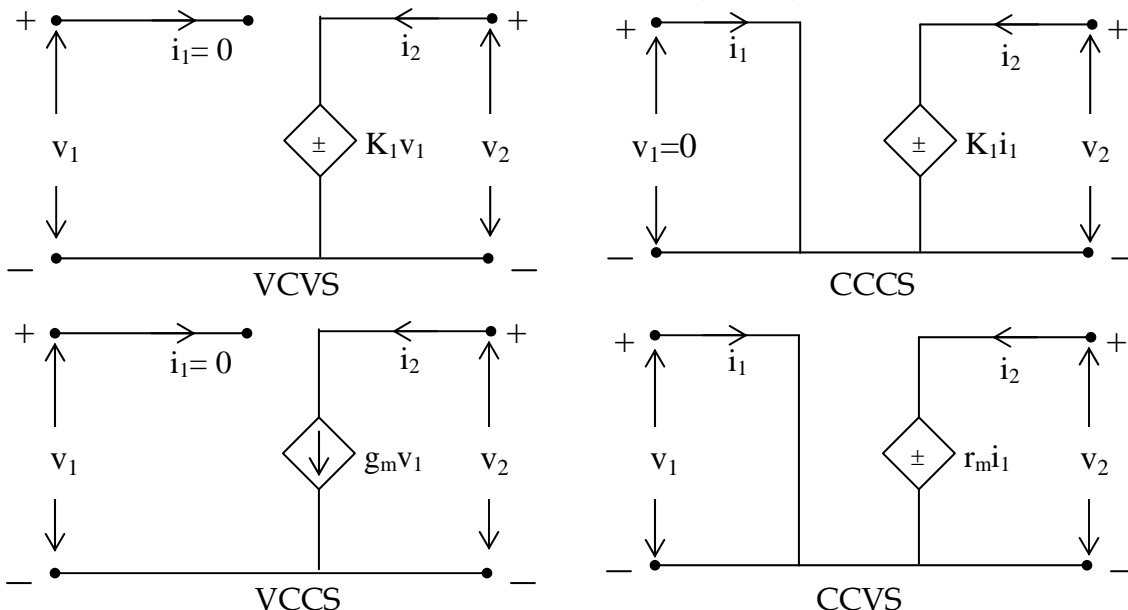 + i₁= 0 i₂ +
v₁ ± K₁v₁ v₂
— —
VCVS
+ i₁ i₂ +
v₁=0 ± K₁i₁ v₂
— —
CCCS
+ i₁= 0 i₂ +
v₁ gₘv₁ v₂
— —
VCCS
+ i₁ i₂ +
v₁ ± rₘi₁ v₂
— —
CCVS